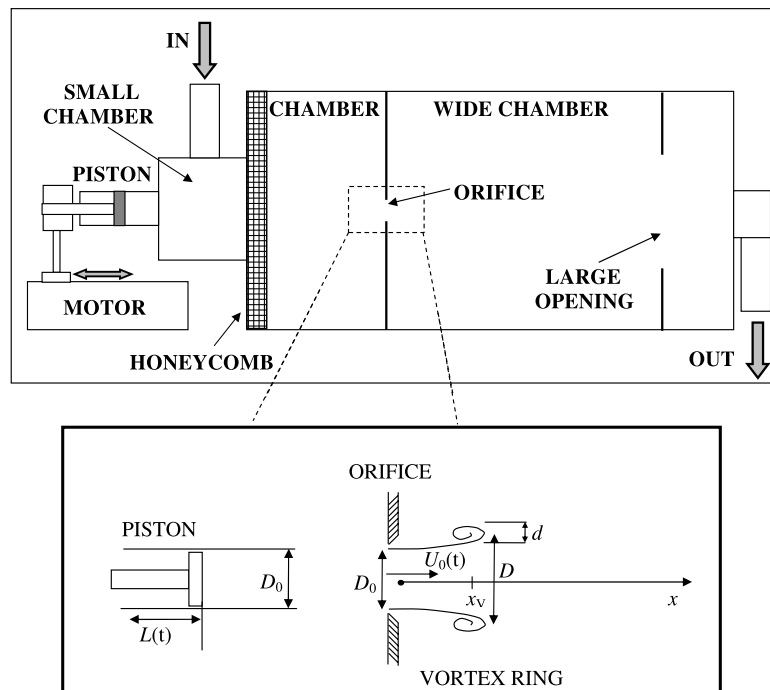 IN
SMALL
CHAMBER
CHAMBER
WIDE CHAMBER
PISTON
ORIFICE
LARGE
OPENING
MOTOR
HONEYCOMB
OUT
ORIFICE
PISTON
d
U₀(t)
D₀
D₀
D
x_V
x
L(t)
VORTEX RING